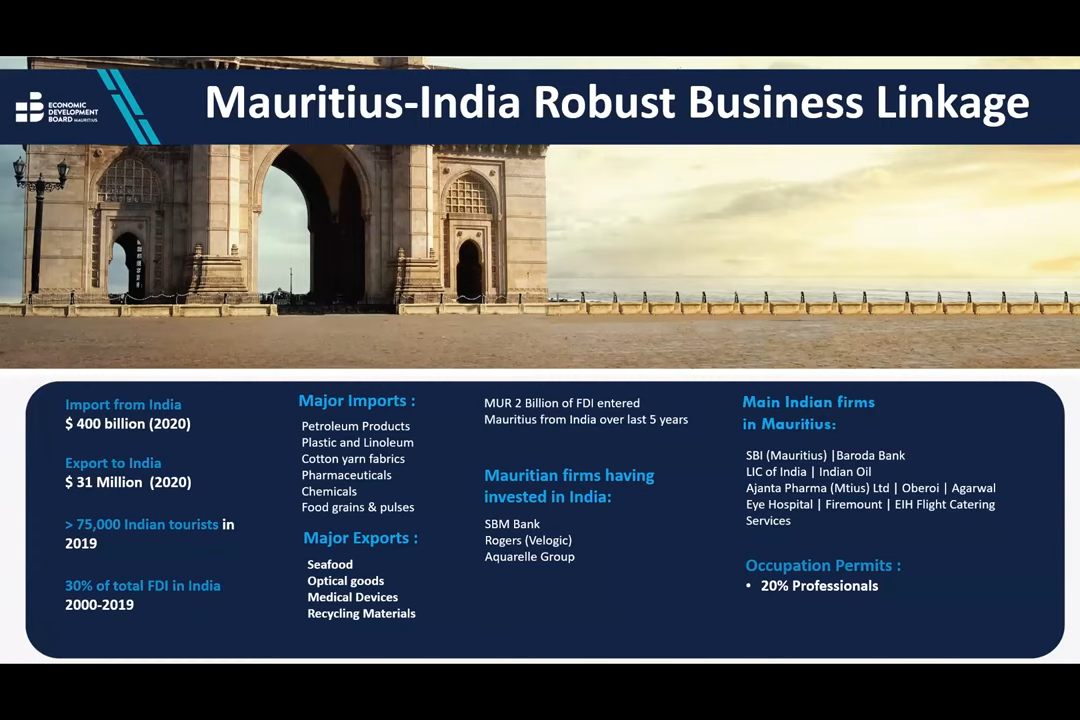 ECONOMIC
DEVELOPMENT
BOARD MAURITIUS
Mauritius-India Robust Business Linkage
Import from India
$ 400 billion (2020)
Export to India
$ 31 Million (2020)
> 75,000 Indian tourists in
2019
30% of total FDI in India
2000-2019
Major Imports :
Petroleum Products
Plastic and Linoleum
Cotton yarn fabrics
Pharmaceuticals
Chemicals
Food grains & pulses
Major Exports :
Seafood
Optical goods
Medical Devices
Recycling Materials
MUR 2 Billion of FDI entered
Mauritius from India over last 5 years
Mauritian firms having
invested in India:
SBM Bank
Rogers (Velogic)
Aquarelle Group
Main Indian firms
in Mauritius:
SBI (Mauritius) |Baroda Bank
LIC of India | Indian Oil
Ajanta Pharma (Mtius) Ltd | Oberoi | Agarwal
Eye Hospital | Firemount | EIH Flight Catering
Services
Occupation Permits :
• 20% Professionals